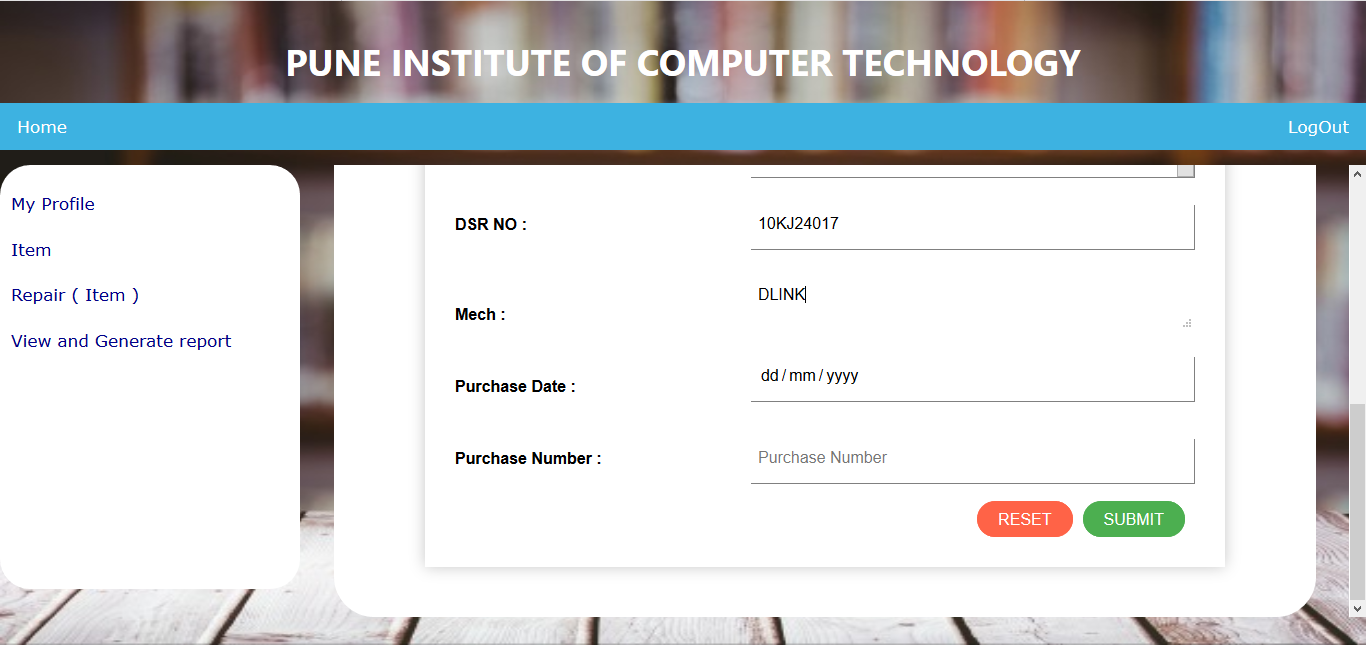 PUNE INSTITUTE OF COMPUTER TECHNOLOGY
Home
LogOut
My Profile
Item
Repair ( Item )
View and Generate report
DSR NO :
10KJ24017
Mech :
DLINK
Purchase Date :
dd / mm / yyyy
Purchase Number :
Purchase Number
RESET
SUBMIT